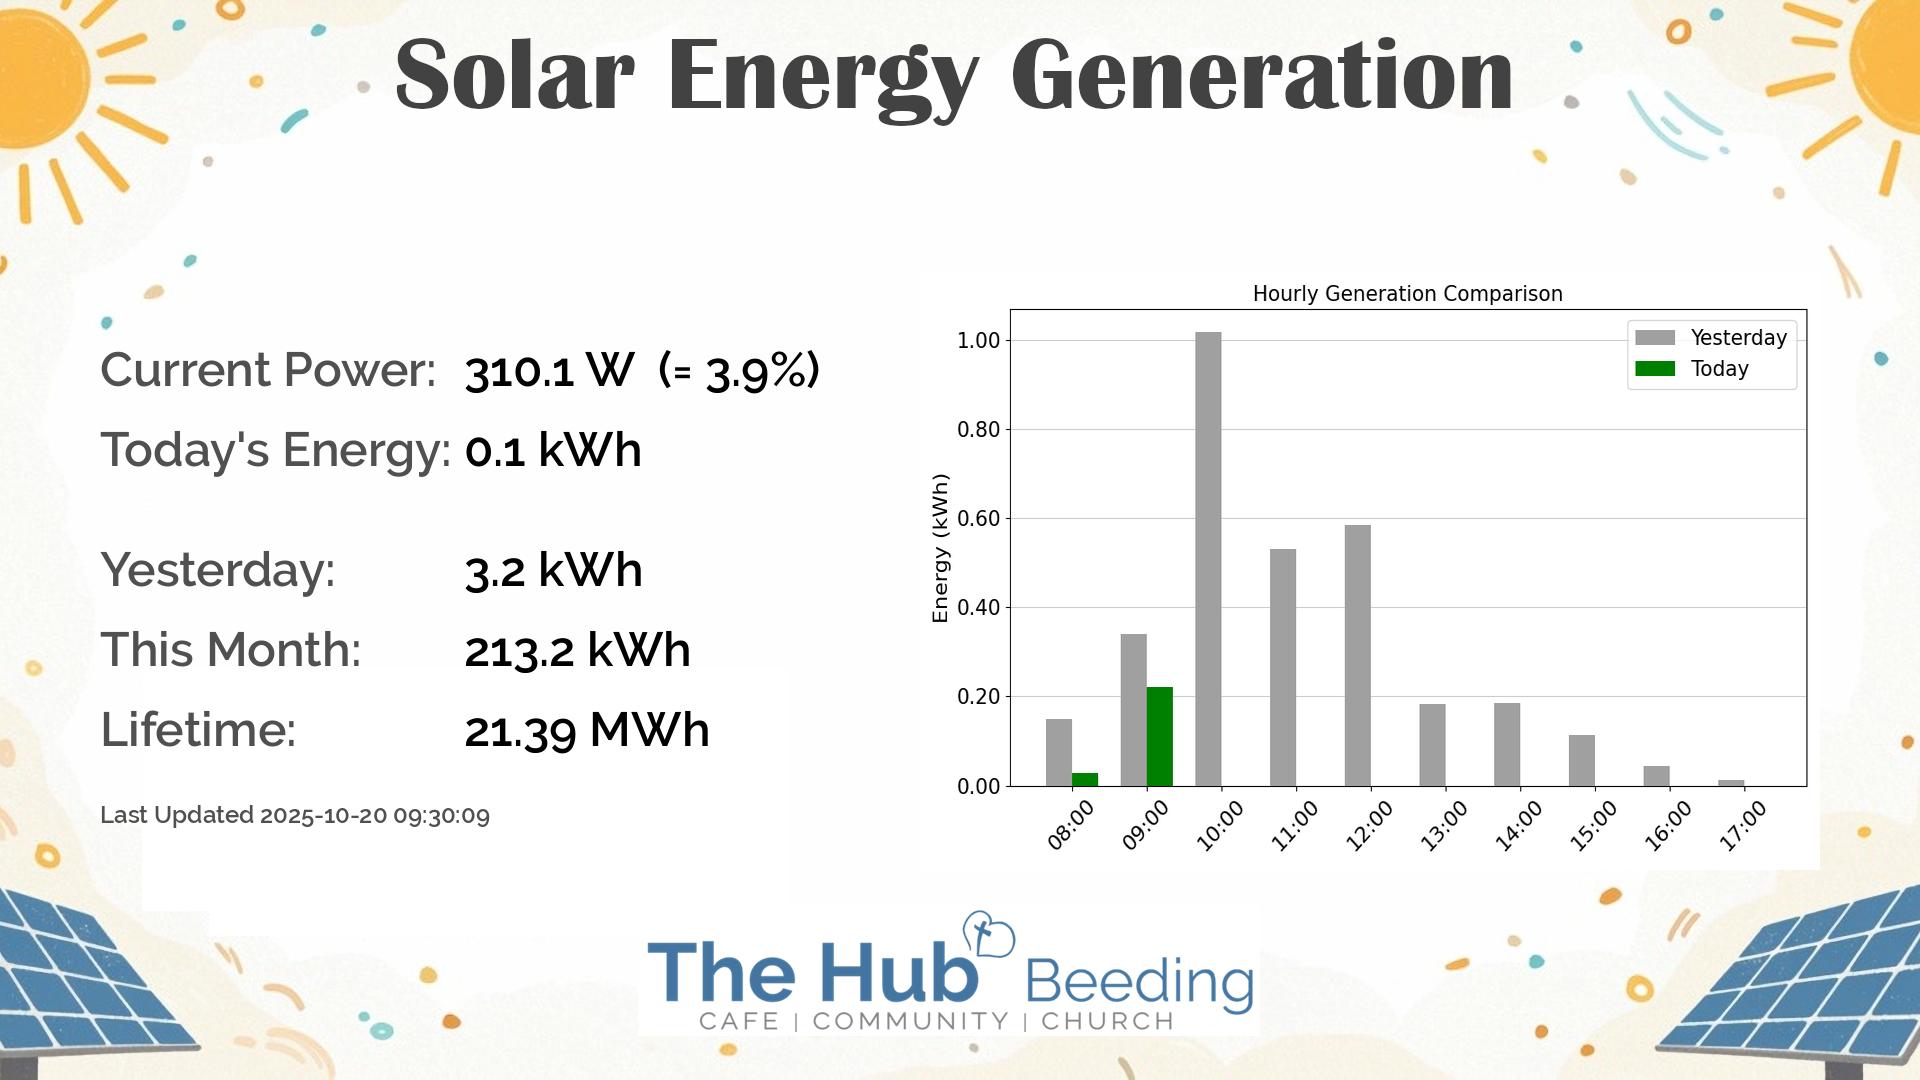 Solar Energy Generation
Current Power: 310.1 W (= 3.9%)
Today's Energy: 0.1 kWh
Yesterday: 3.2 kWh
This Month: 213.2 kWh
Lifetime: 21.39 MWh
Last Updated 2025-10-20 09:30:09
Hourly Generation Comparison
Yesterday
Today
Energy (kWh)
1.00
0.80
0.60
0.40
0.20
0.00
08:00 09:00 10:00 11:00 12:00 13:00 14:00 15:00 16:00 17:00
The Hub Beeding
CAFE | COMMUNITY | CHURCH